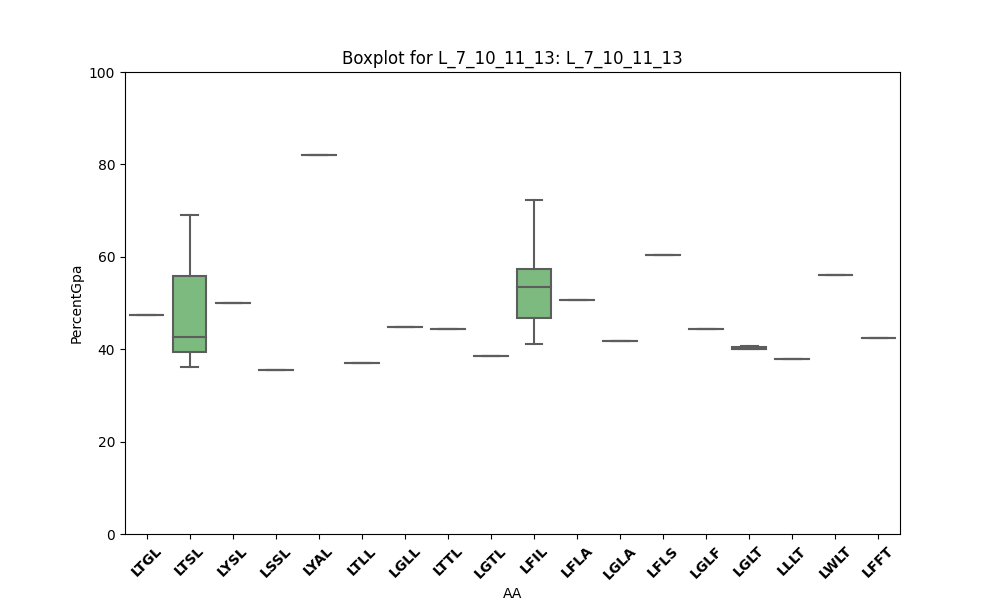 Boxplot for L_7_10_11_13: L_7_10_11_13
100
80
60
40
20
0
PercentGpa
LTGL LTSL LYSL LSSL LYAL LTLL LGLL LTTL LGTL LFIL LFLA LGLA LFLS LGLF LGLT LLLT LWLT LFFT
AA